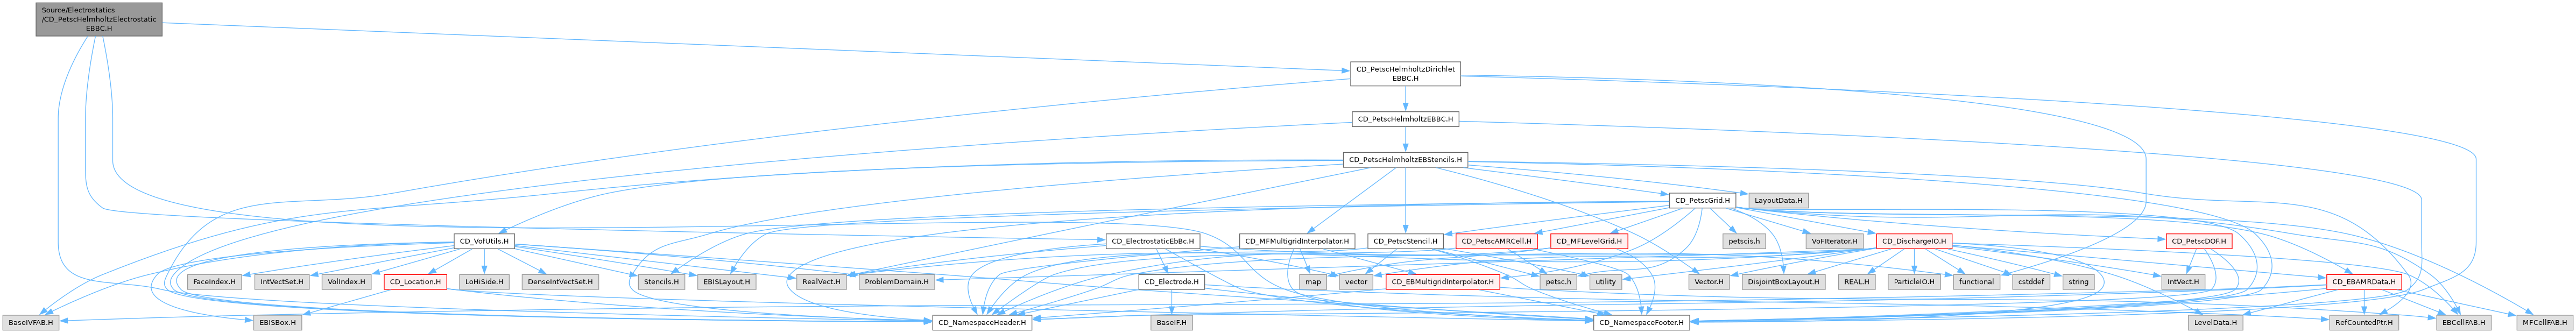 Source/Electrostatics
/CD_PetscHelmholtzElectrostatic
EBBC.H
CD_PetscHelmholtzDirichlet
EBBC.H
CD_PetscHelmholtzEBBC.H
CD_PetscHelmholtzEBStencils.H
CD_PetscGrid.H
LayoutData.H
CD_VofUtils.H
CD_ElectrostaticEbBc.H
CD_MFMultigridInterpolator.H
CD_PetscStencil.H
CD_PetscAMRCell.H
CD_MFLevelGrid.H
petscis.h
VoFIterator.H
CD_DischargeIO.H
CD_PetscDOF.H
FaceIndex.H
IntVectSet.H
VolIndex.H
CD_Location.H
LoHiSide.H
DenseIntVectSet.H
Stencils.H
EBISLayout.H
RealVect.H
ProblemDomain.H
CD_Electrode.H
map
vector
CD_EBMultigridInterpolator.H
petsc.h
utility
Vector.H
DisjointBoxLayout.H
REAL.H
ParticleIO.H
functional
cstddef
string
IntVect.H
CD_EBAMRData.H
BaseIVFAB.H
EBISBox.H
CD_NamespaceHeader.H
BaseIF.H
CD_NamespaceFooter.H
LevelData.H
RefCountedPtr.H
EBCellFAB.H
MFCellFAB.H